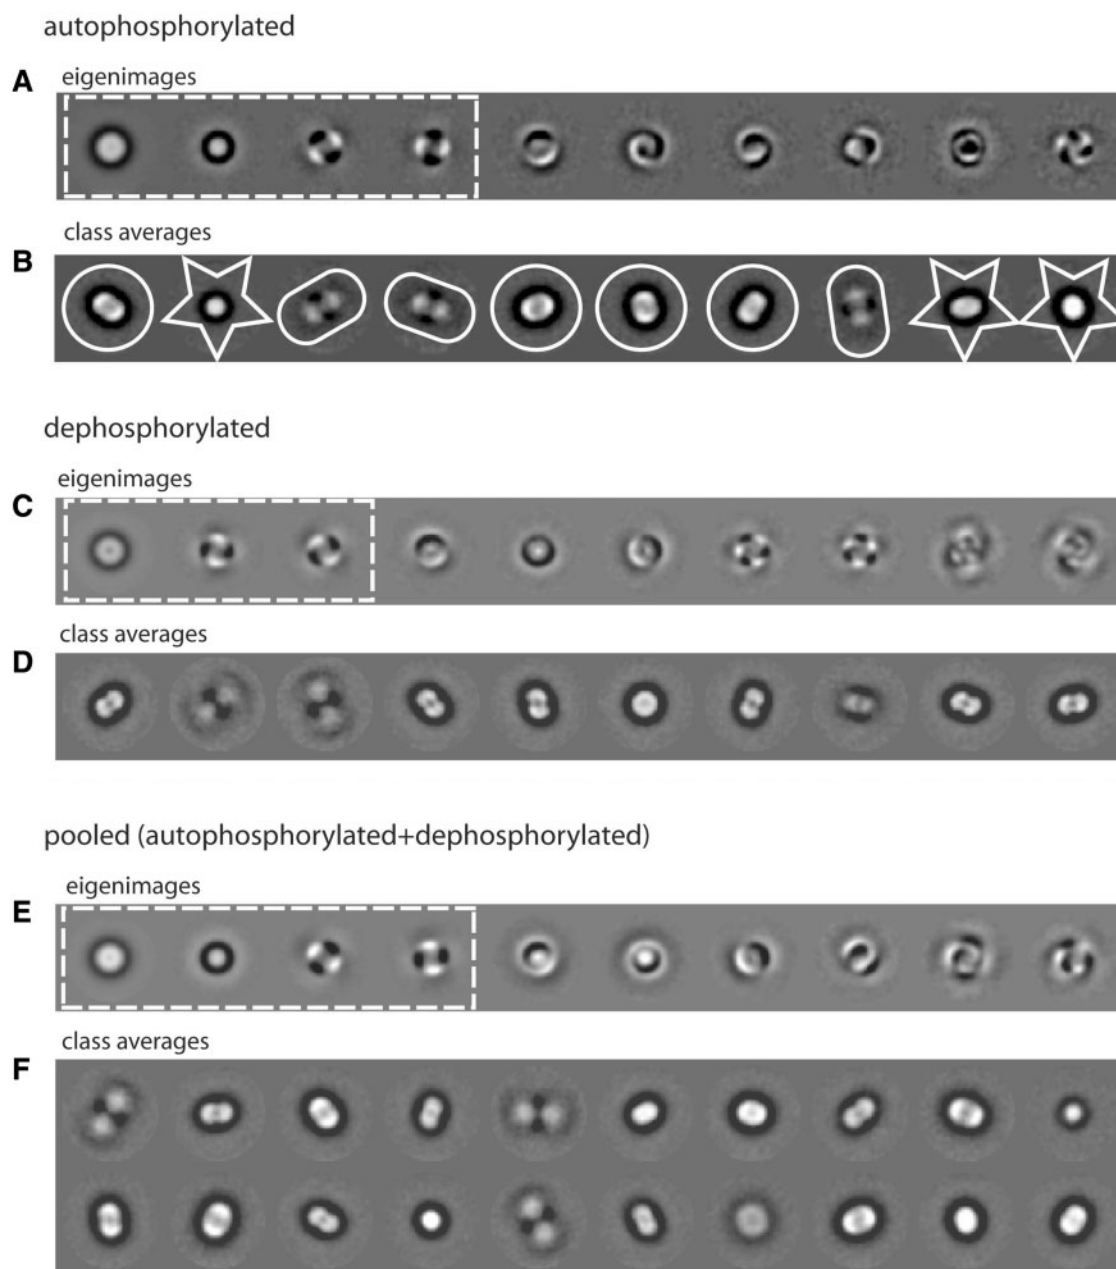 autophosphorylated
A
eigenimages
class averages
B
dephosphorylated
eigenimages
C
class averages
D
pooled (autophosphorylated+dephosphorylated)
eigenimages
E
class averages
F